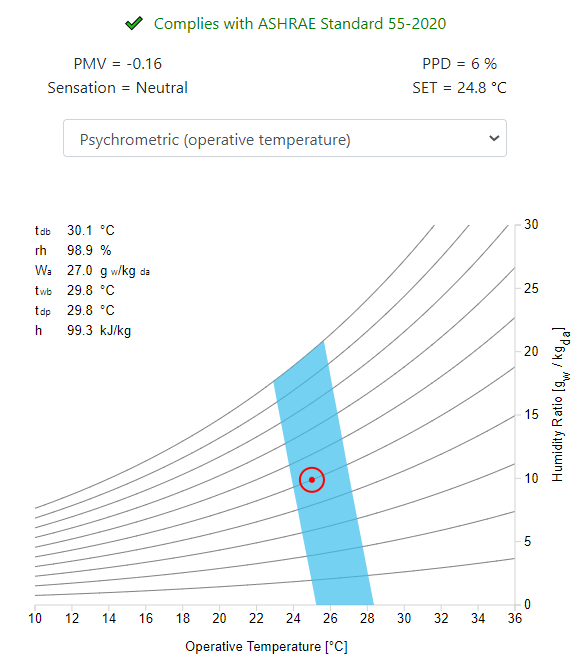 Complies with ASHRAE Standard 55-2020
PMV = -0.16
PPD = 6 %
Sensation = Neutral
SET = 24.8 °C
Psychrometric (operative temperature)
tdb 30.1 °C
rh 98.9 %
Wa 27.0 g w/kg da
twb 29.8 °C
tdp 29.8 °C
h 99.3 kJ/kg
30
25
20
15
10
5
0
Humidity Ratio [gw / kgda]
10 12 14 16 18 20 22 24 26 28 30 32 34 36
Operative Temperature [°C]